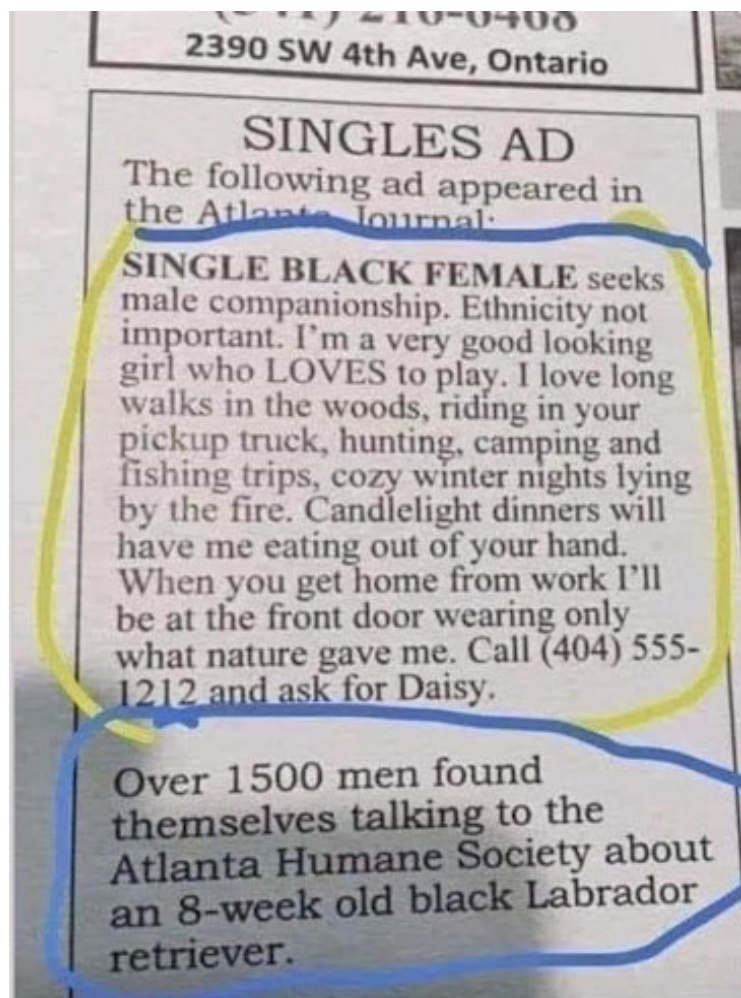 2390 SW 4th Ave, Ontario
SINGLES AD
The following ad appeared in
the Atlanta Journal:
SINGLE BLACK FEMALE seeks
male companionship. Ethnicity not
important. I'm a very good looking
girl who LOVES to play. I love long
walks in the woods, riding in your
pickup truck, hunting, camping and
fishing trips, cozy winter nights lying
by the fire. Candlelight dinners will
have me eating out of your hand.
When you get home from work I'll
be at the front door wearing only
what nature gave me. Call (404) 555-
1212 and ask for Daisy.
Over 1500 men found
themselves talking to the
Atlanta Humane Society about
an 8-week old black Labrador
retriever.